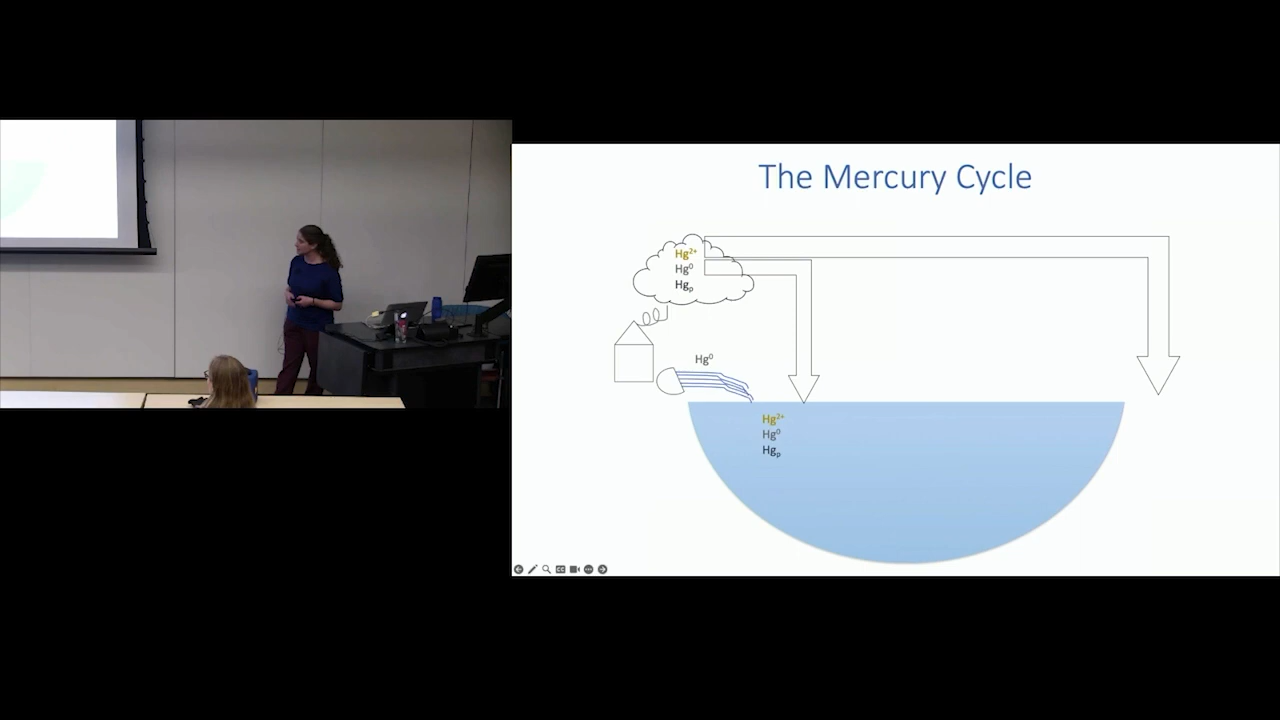 The Mercury Cycle
Hg²⁺
Hg⁰
Hgₚ
Hg⁰
Hg²⁺
Hg⁰
Hgₚ